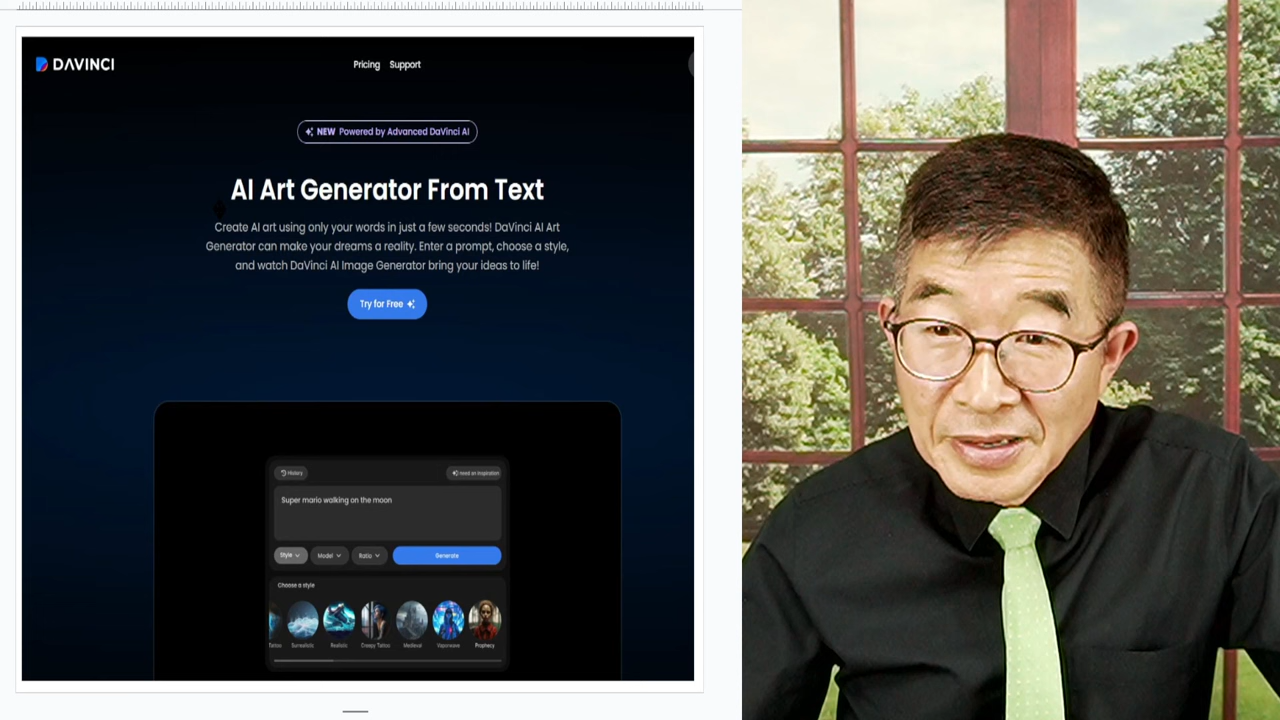 DAVINCI
Pricing Support
NEW Powered by Advanced DaVinci AI
AI Art Generator From Text
Create AI art using only your words in just a few seconds! DaVinci AI Art
Generator can make your dreams a reality. Enter a prompt, choose a style,
and watch DaVinci AI Image Generator bring your ideas to life!
Try for Free
History
Need an inspiration
Super mario walking on the moon
Style Model Ratio Generate
Choose a style
Tattoo Surrealistic Realistic Creepy Tattoo Medieval Vaporwave Prophecy